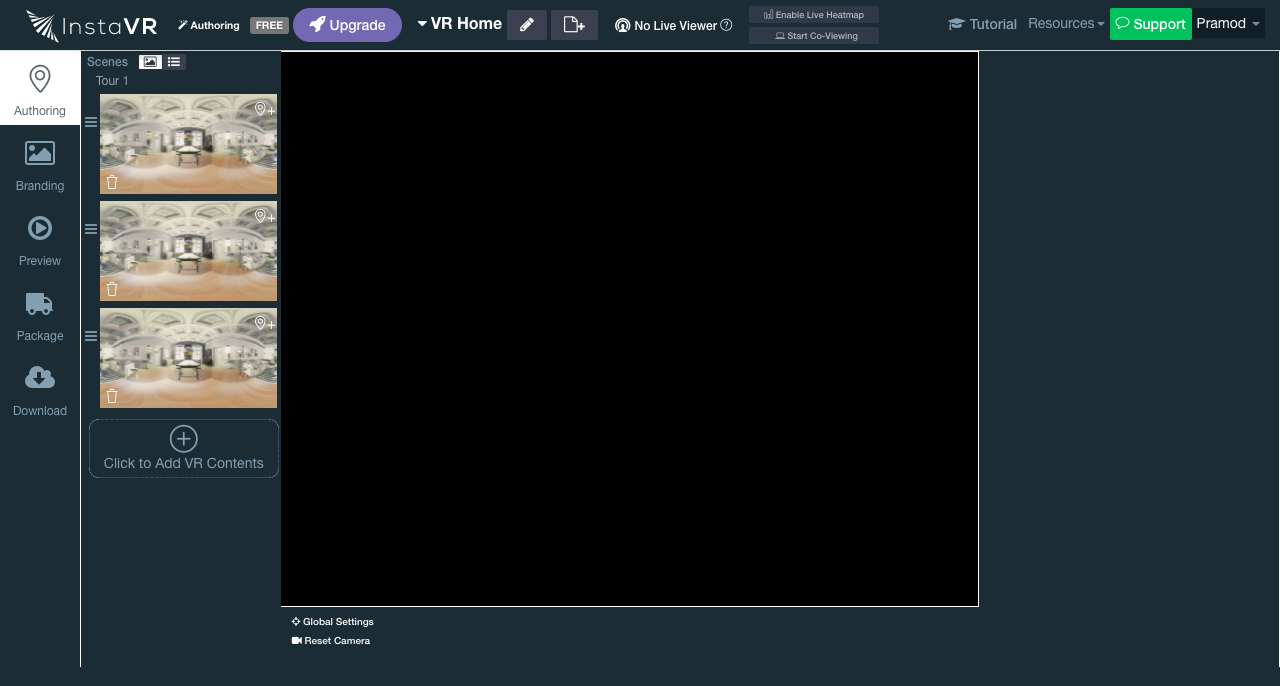 InstaVR
Authoring
FREE
Upgrade
VR Home
No Live Viewer
Enable Live Heatmap
Start Co-Viewing
Tutorial
Resources
Support
Pramod
Authoring
Branding
Preview
Package
Download
Scenes
Tour 1
Click to Add VR Contents
Global Settings
Reset Camera